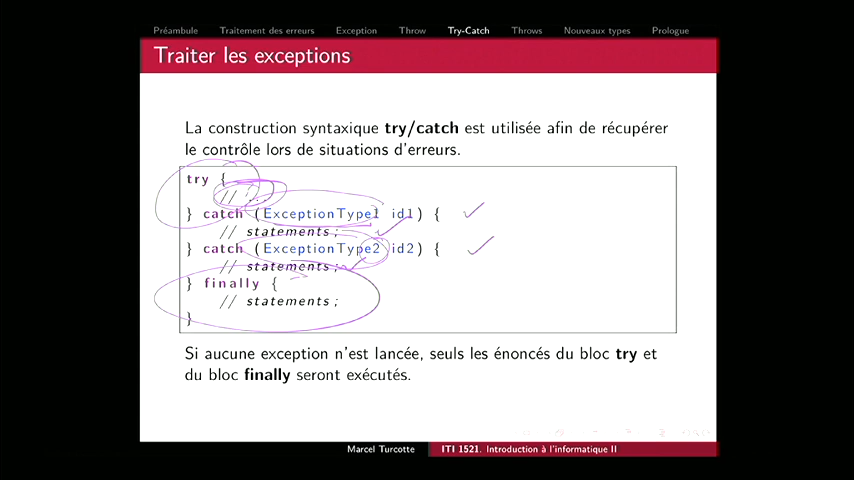 Préambule Traitement des erreurs Exception Throw Try-Catch Throws Nouveaux types Prologue
Traiter les exceptions
La construction syntaxique try/catch est utilisée afin de récupérer
le contrôle lors de situations d'erreurs.
try {
// ...
} catch (ExceptionType1 id1) {
// statements;
} catch (ExceptionType2 id2) {
// statements;
} finally {
// statements;
}
Si aucune exception n'est lancée, seuls les énoncés du bloc try et
du bloc finally seront exécutés.
Marcel Turcotte ITI 1521. Introduction à l'informatique II